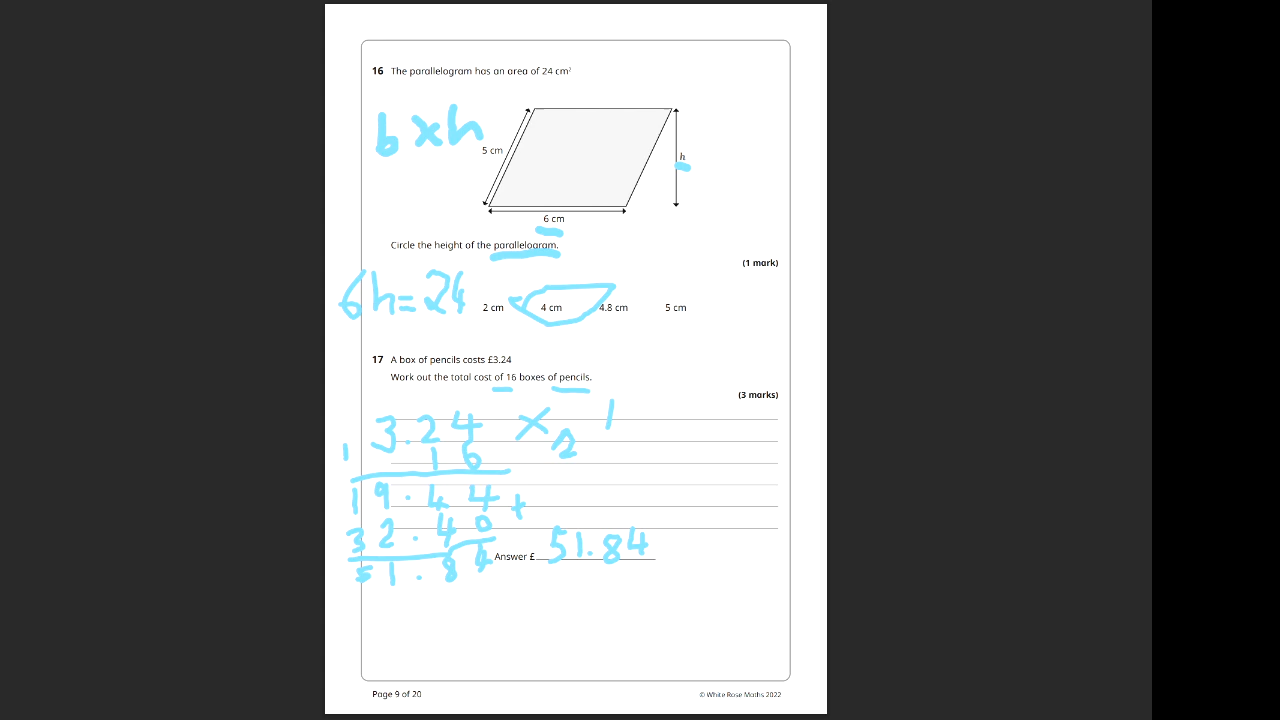 16 The parallelogram has an area of 24 cm²
b x h
5 cm
h
6 cm
Circle the height of the parallelogram.
(1 mark)
6h = 24
2 cm 4 cm 4.8 cm 5 cm
17 A box of pencils costs £3.24
Work out the total cost of 16 boxes of pencils.
(3 marks)
3.24 x 2 1
1 16
19.44 +
32.40
Answer £ 51.84
51.84
Page 9 of 20
© White Rose Maths 2022